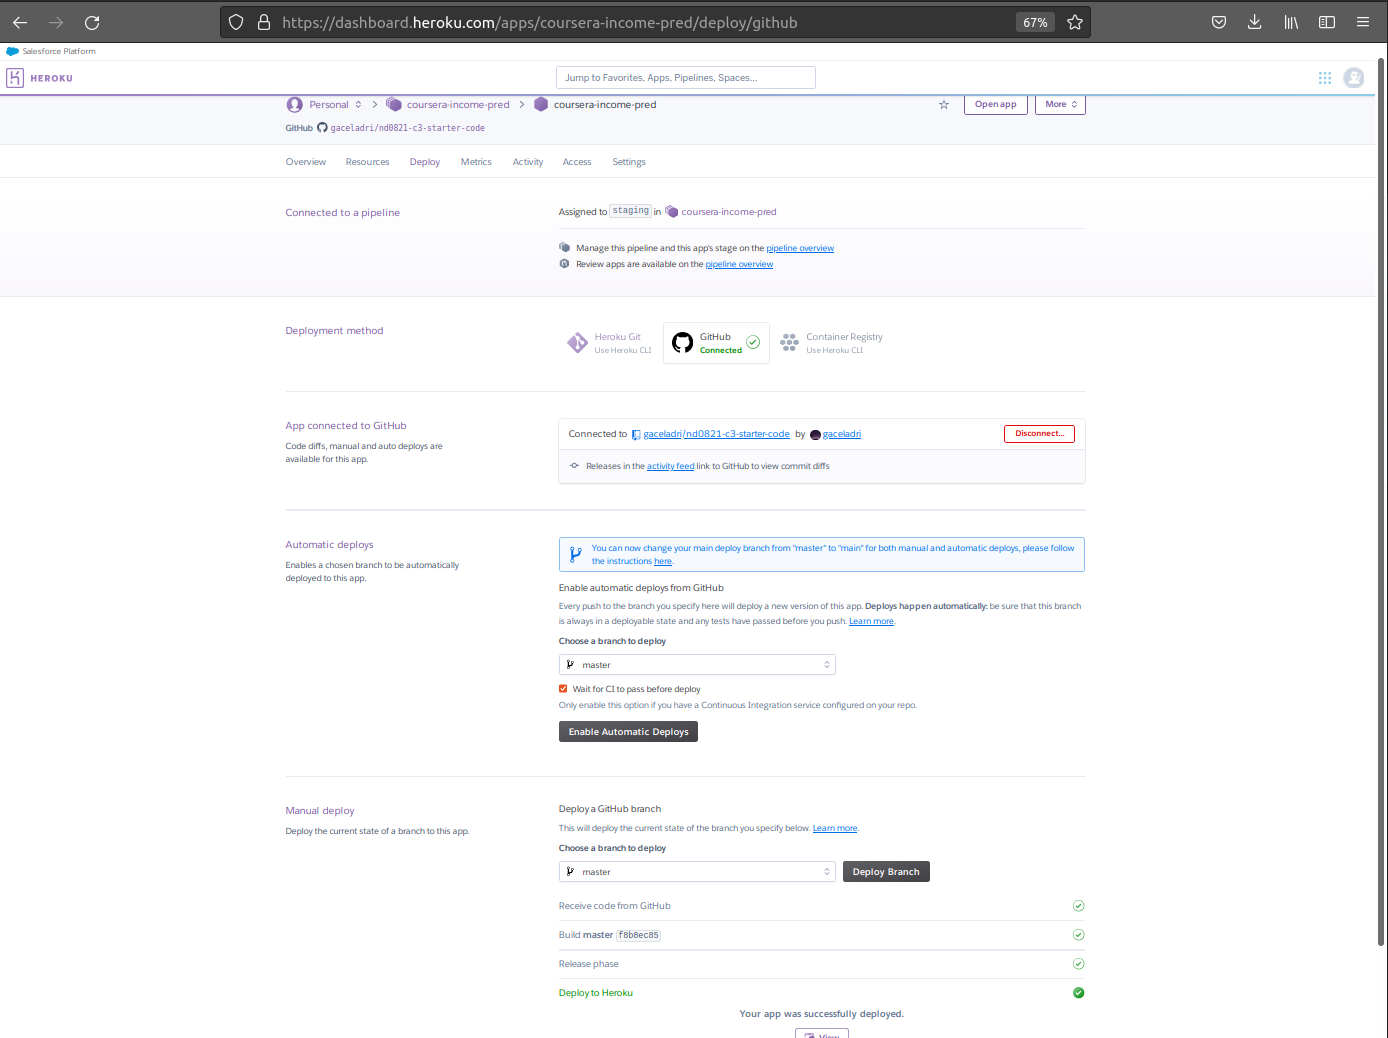 https://dashboard.heroku.com/apps/coursera-income-pred/deploy/github
67%
Salesforce Platform
HEROKU
Jump to Favorites, Apps, Pipelines, Spaces...
Personal
coursera-income-pred
coursera-income-pred
Open app
More
GitHub gaceladri/nd0821-c3-starter-code
Overview
Resources
Deploy
Metrics
Activity
Access
Settings
Connected to a pipeline
Assigned to staging in coursera-income-pred
Manage this pipeline and this app's stage on the pipeline overview
Review apps are available on the pipeline overview
Deployment method
Heroku Git
Use Heroku CLI
GitHub
Connected
Container Registry
Use Heroku CLI
App connected to GitHub
Code diffs, manual and auto deploys are
available for this app.
Connected to gaceladri/nd0821-c3-starter-code by gaceladri
Disconnect...
Releases in the activity feed link to GitHub to view commit diffs
Automatic deploys
Enables a chosen branch to be automatically
deployed to this app.
You can now change your main deploy branch from "master" to "main" for both manual and automatic deploys, please follow
the instructions here.
Enable automatic deploys from GitHub
Every push to the branch you specify here will deploy a new version of this app. Deploys happen automatically: be sure that this branch
is always in a deployable state and any tests have passed before you push. Learn more.
Choose a branch to deploy
master
Wait for CI to pass before deploy
Only enable this option if you have a Continuous Integration service configured on your repo.
Enable Automatic Deploys
Manual deploy
Deploy the current state of a branch to this app.
Deploy a GitHub branch
This will deploy the current state of the branch you specify below. Learn more.
Choose a branch to deploy
master
Deploy Branch
Receive code from GitHub
Build master f8b8ec85
Release phase
Deploy to Heroku
Your app was successfully deployed.
View